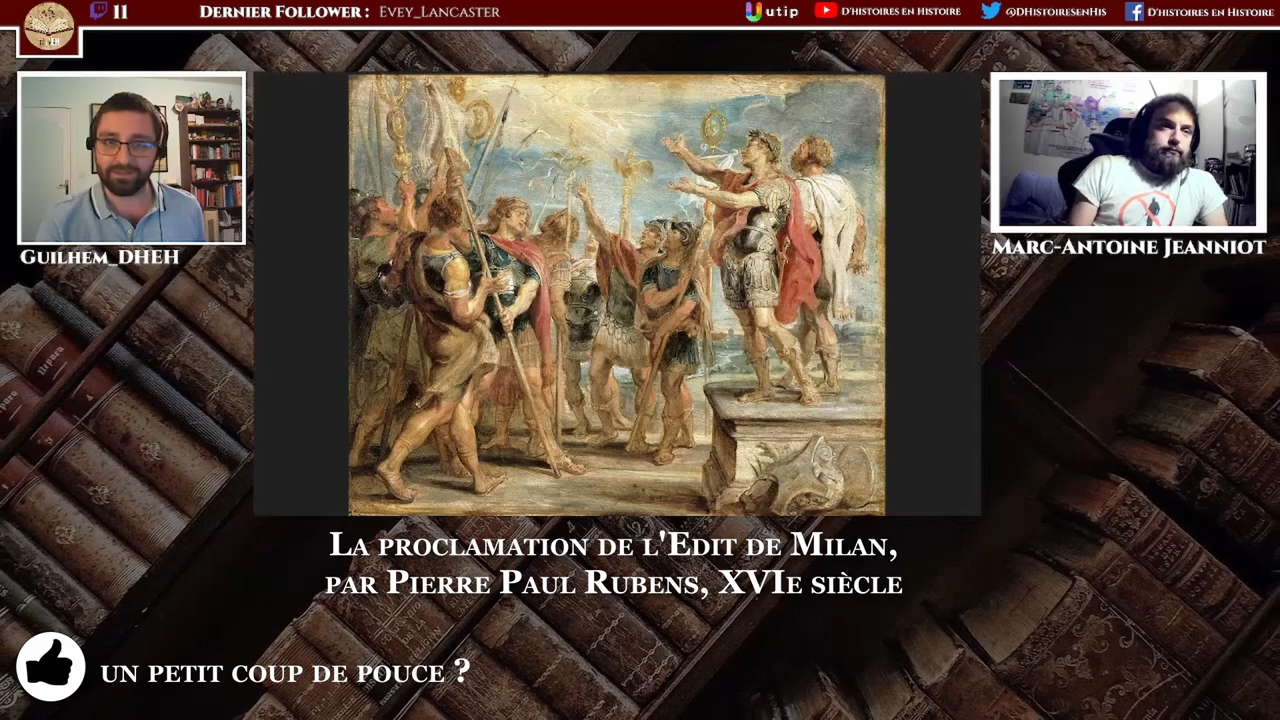 11
Dernier Follower : Evey_Lancaster
utip
D'histoires en Histoire
@DHistoiresenHis
D'histoires en Histoire
Guilhem_DHEH
Marc-Antoine Jeanniot
La proclamation de l'Edit de Milan,
par Pierre Paul Rubens, XVIe siècle
un petit coup de pouce ?